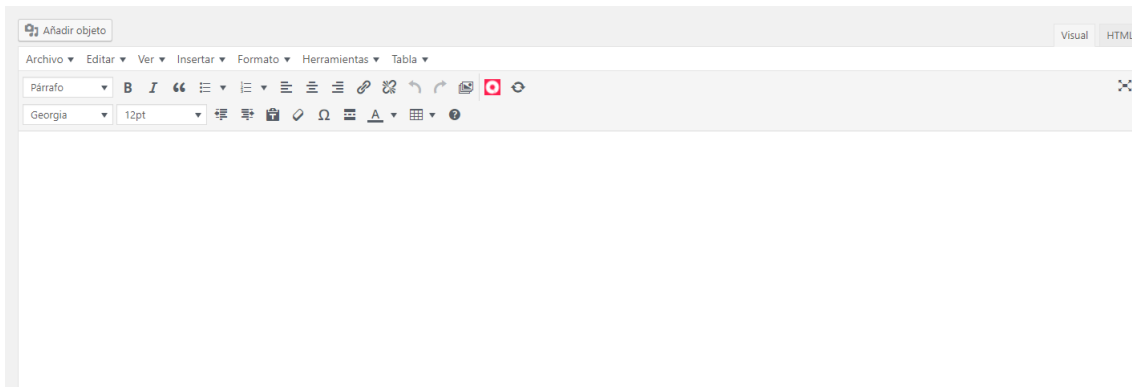 Añadir objeto
Visual HTML
Archivo Editar Ver Insertar Formato Herramientas Tabla
Párrafo B I
Georgia 12pt Ω A